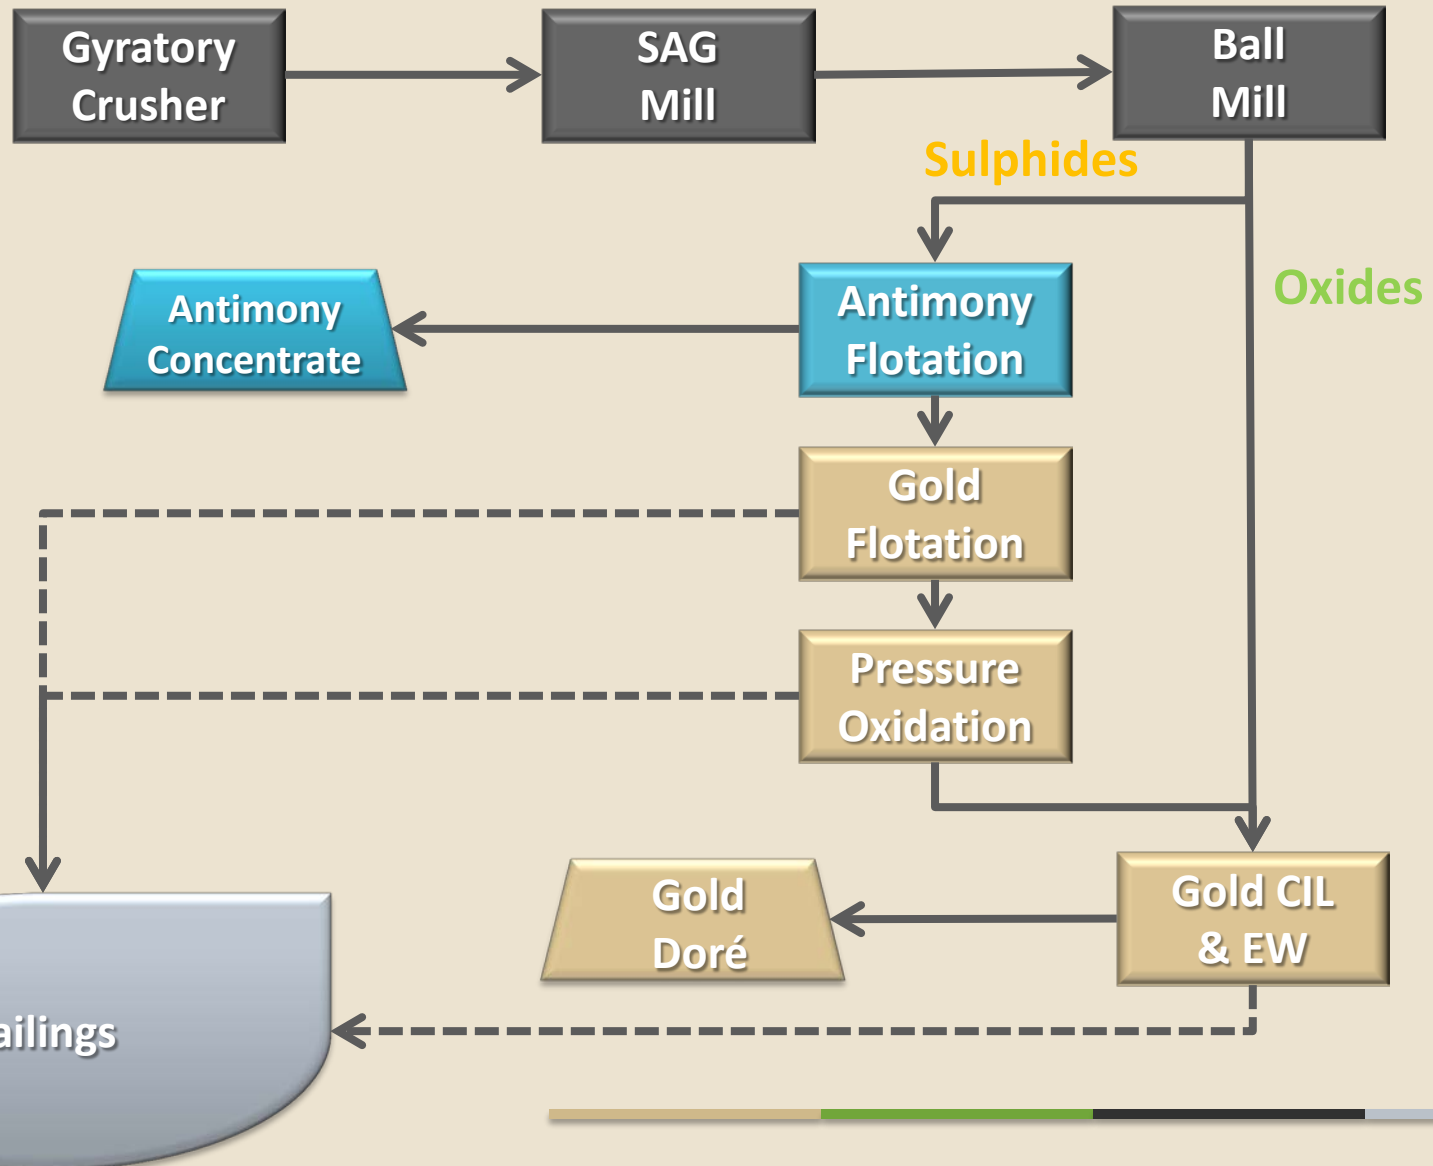 Gyratory
Crusher
SAG
Mill
Ball
Mill
Sulphides
Oxides
Antimony
Concentrate
Antimony
Flotation
Gold
Flotation
Pressure
Oxidation
Gold
Doré
Gold CIL
& EW
ailings